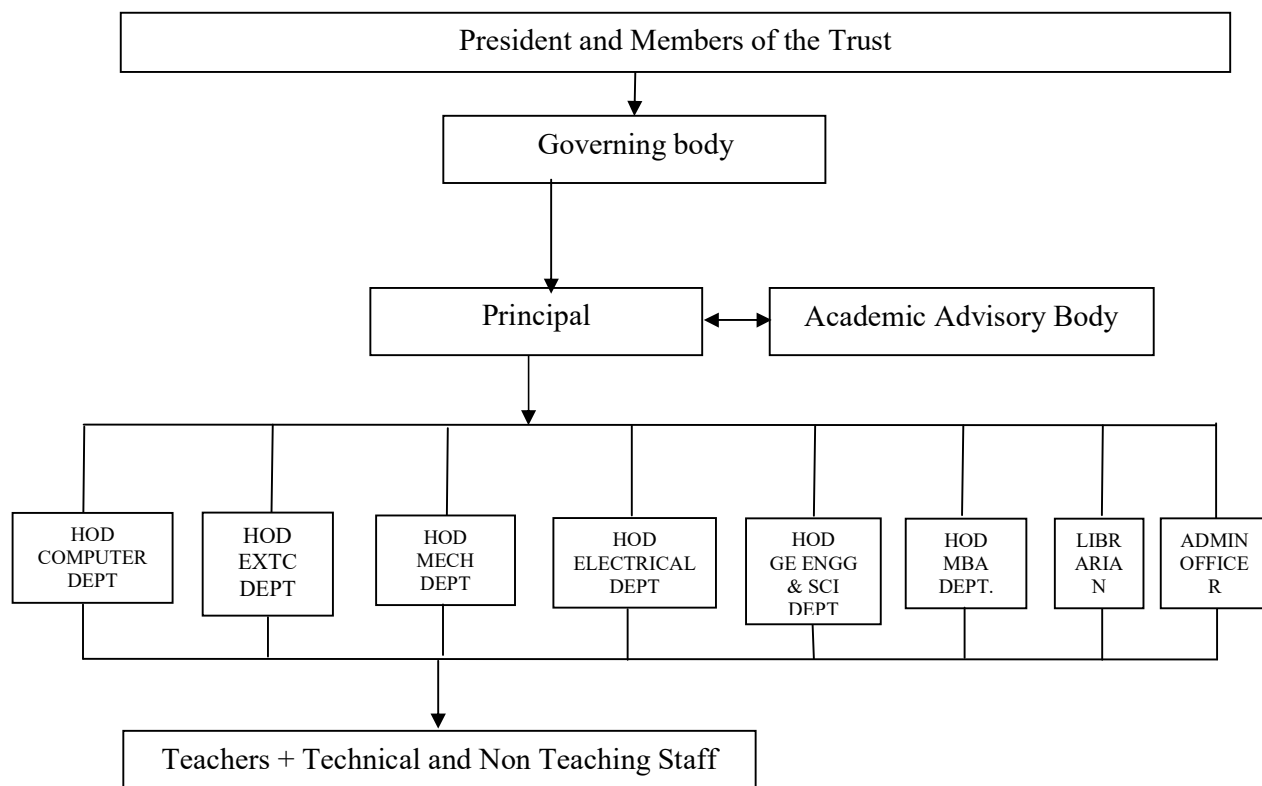 President and Members of the Trust
Governing body
Principal
Academic Advisory Body
HOD
COMPUTER
DEPT
HOD
EXTC
DEPT
HOD
MECH
DEPT
HOD
ELECTRICAL
DEPT
HOD
GE ENGG
& SCI
DEPT
HOD
MBA
DEPT.
LIBR
ARIA
N
ADMIN
OFFICE
R
Teachers + Technical and Non Teaching Staff